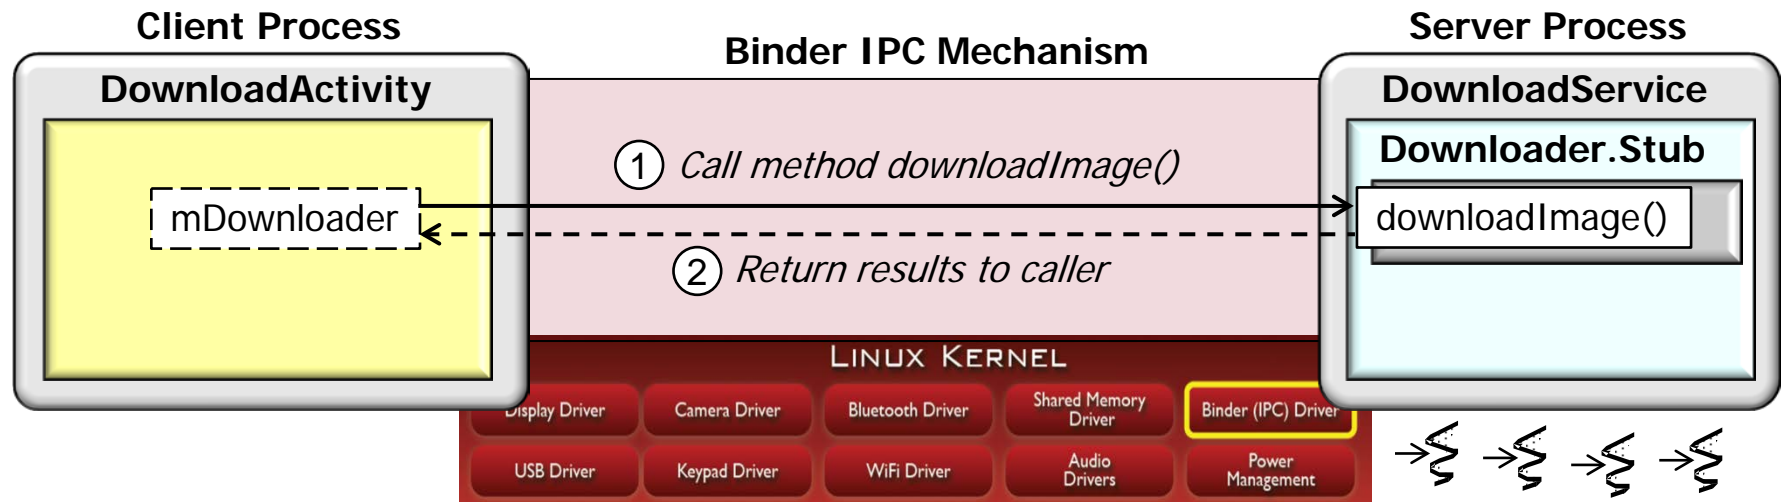 Client Process
Binder IPC Mechanism
Server Process
DownloadActivity
DownloadService
Downloader.Stub
1 Call method downloadImage()
mDownloader
downloadImage()
2 Return results to caller
LINUX KERNEL
Display Driver
Camera Driver
Bluetooth Driver
Shared Memory
Driver
Binder (IPC) Driver
USB Driver
Keypad Driver
WiFi Driver
Audio
Drivers
Power
Management